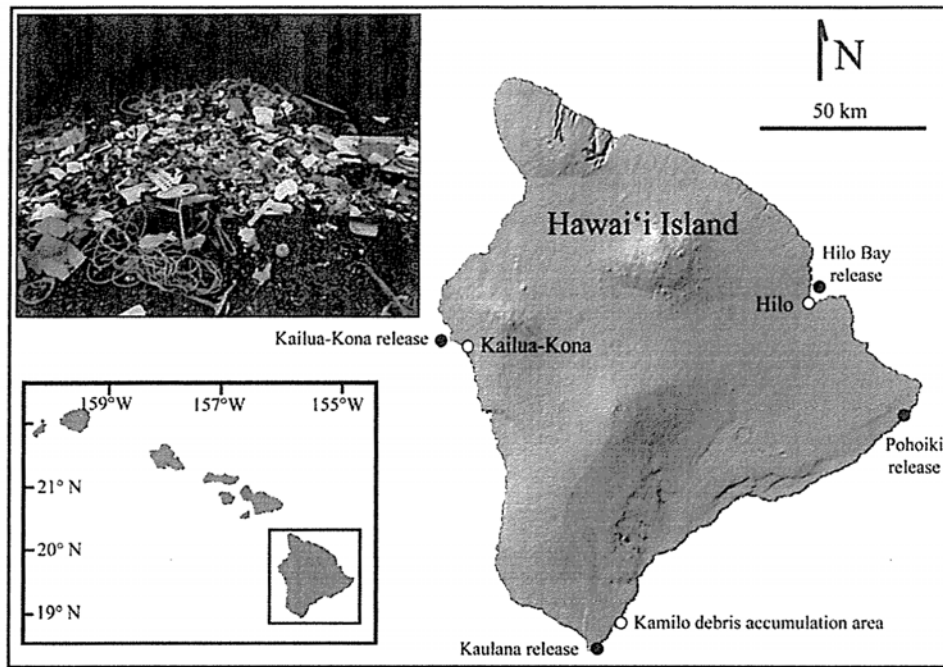 N
50 km
Hawai‘i Island
Hilo Bay
release
Hilo
Kailua-Kona release
Kailua-Kona
Pohoiki
release
159°W
157°W
155°W
21° N
20° N
19° N
Kamilo debris accumulation area
Kaulana release